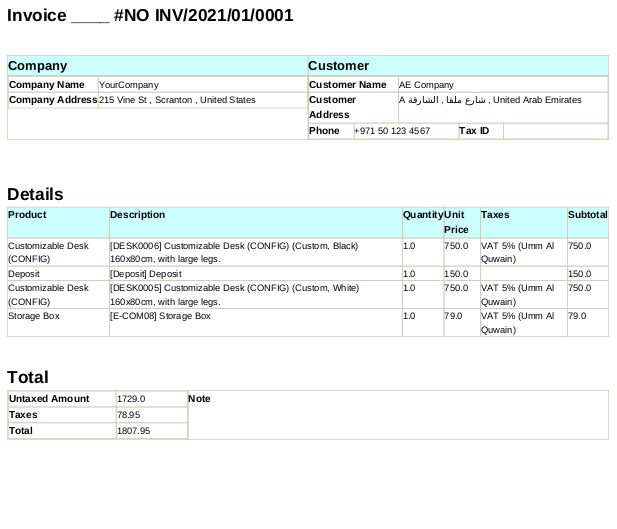 Invoice ____ #NO INV/2021/01/0001
Company Customer
Company Name YourCompany Customer Name AE Company
Company Address 215 Vine St , Scranton , United States Customer Address A شارع ملقا , الشارقة , United Arab Emirates
Phone +971 50 123 4567 Tax ID
Details
Product Description Quantity Unit Price Taxes Subtotal
Customizable Desk (CONFIG) [DESK0006] Customizable Desk (CONFIG) (Custom, Black) 160x80cm, with large legs. 1.0 750.0 VAT 5% (Umm Al Quwain) 750.0
Deposit [Deposit] Deposit 1.0 150.0 150.0
Customizable Desk (CONFIG) [DESK0005] Customizable Desk (CONFIG) (Custom, White) 160x80cm, with large legs. 1.0 750.0 VAT 5% (Umm Al Quwain) 750.0
Storage Box [E-COM08] Storage Box 1.0 79.0 VAT 5% (Umm Al Quwain) 79.0
Total
Untaxed Amount 1729.0 Note
Taxes 78.95
Total 1807.95